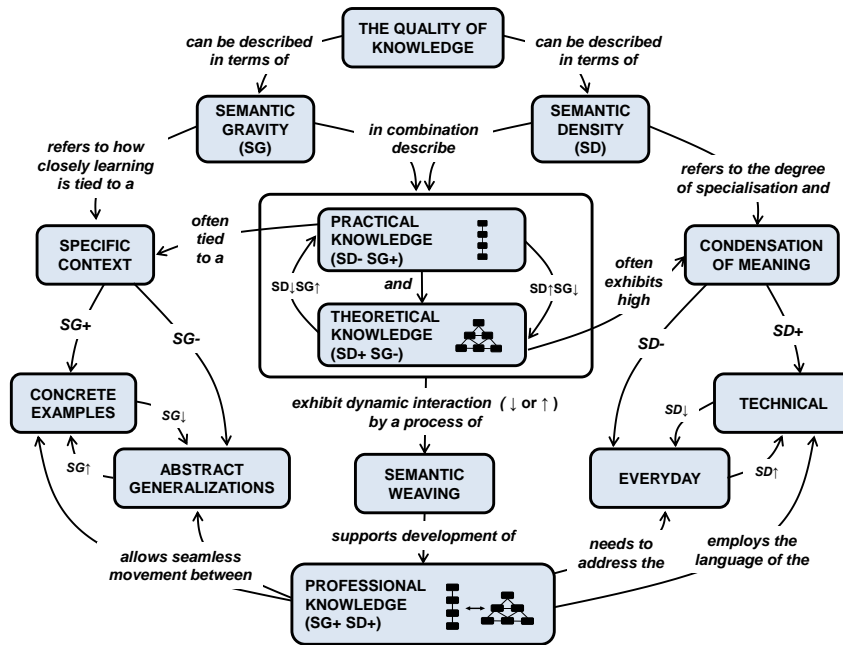 THE QUALITY OF
KNOWLEDGE
can be described
in terms of
can be described
in terms of
SEMANTIC
GRAVITY
(SG)
SEMANTIC
DENSITY
(SD)
in combination
describe
refers to how
closely learning
is tied to a
refers to the degree
of specialisation and
SPECIFIC
CONTEXT
often
tied
to a
PRACTICAL
KNOWLEDGE
(SD- SG+)
CONDENSATION
OF MEANING
SD↓SG↑
and
SD↑SG↓
often
exhibits
high
THEORETICAL
KNOWLEDGE
(SD+ SG-)
SG+
SG-
SD-
SD+
CONCRETE
EXAMPLES
SG↓
SG↑
ABSTRACT
GENERALIZATIONS
exhibit dynamic interaction (↓ or ↑)
by a process of
SEMANTIC
WEAVING
TECHNICAL
SD↓
EVERYDAY
SD↑
supports development of
allows seamless
movement between
needs to
address the
employs the
language of the
PROFESSIONAL
KNOWLEDGE
(SG+ SD+)